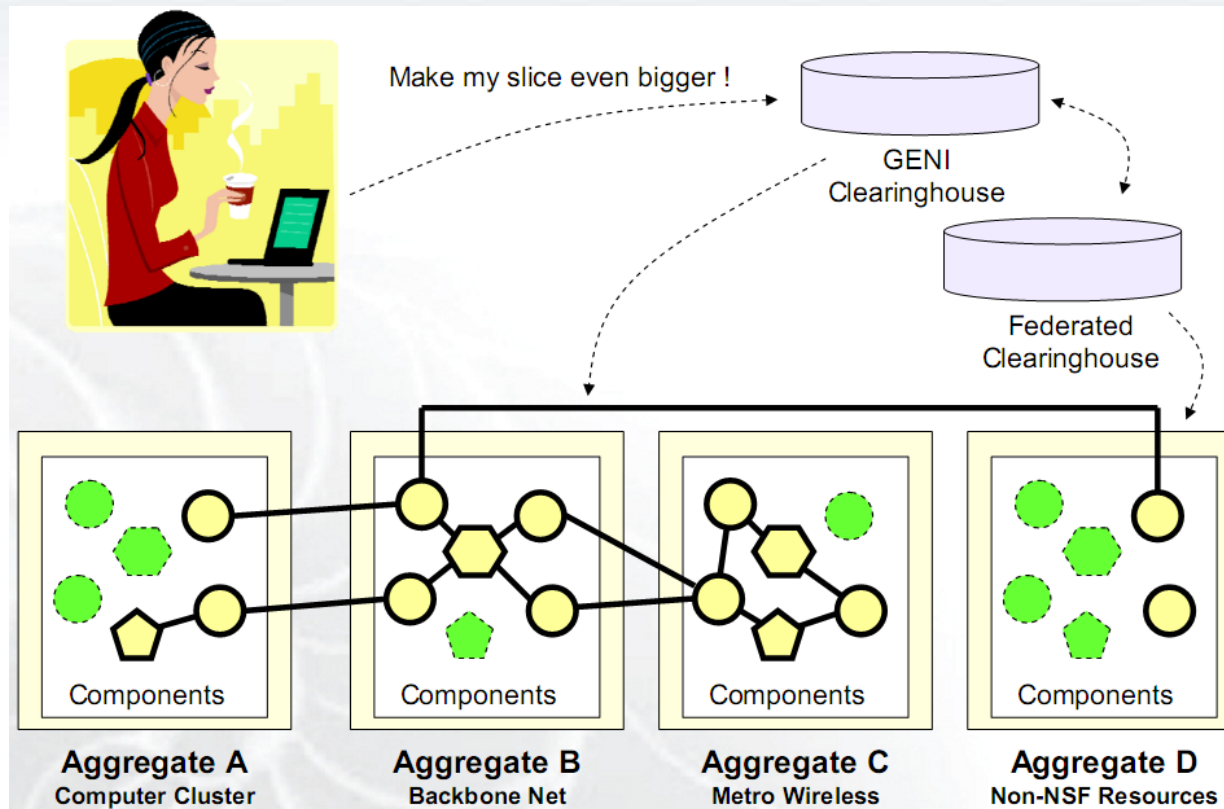 Make my slice even bigger !
GENI
Clearinghouse
Federated
Clearinghouse
Components
Components
Components
Components
Aggregate A
Computer Cluster
Aggregate B
Backbone Net
Aggregate C
Metro Wireless
Aggregate D
Non-NSF Resources